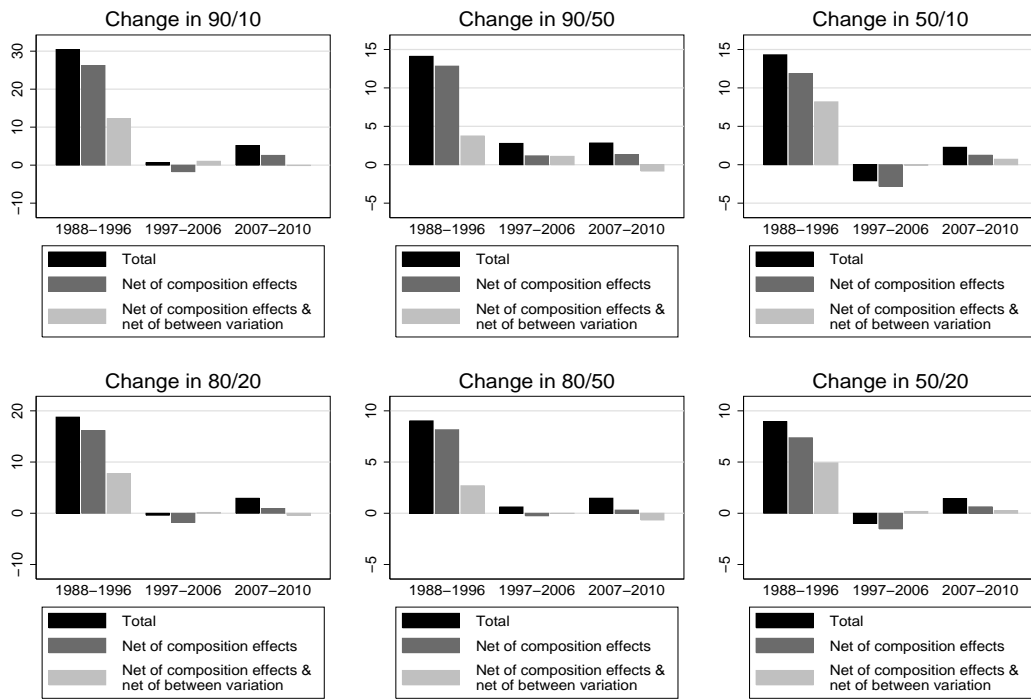 Change in 90/10
30
20
10
0
−10
1988−1996 1997−2006 2007−2010
Total
Net of composition effects
Net of composition effects &
net of between variation
Change in 90/50
15
10
5
0
−5
1988−1996 1997−2006 2007−2010
Total
Net of composition effects
Net of composition effects &
net of between variation
Change in 50/10
15
10
5
0
−5
1988−1996 1997−2006 2007−2010
Total
Net of composition effects
Net of composition effects &
net of between variation
Change in 80/20
20
10
0
−10
1988−1996 1997−2006 2007−2010
Total
Net of composition effects
Net of composition effects &
net of between variation
Change in 80/50
10
5
0
−5
1988−1996 1997−2006 2007−2010
Total
Net of composition effects
Net of composition effects &
net of between variation
Change in 50/20
10
5
0
−5
1988−1996 1997−2006 2007−2010
Total
Net of composition effects
Net of composition effects &
net of between variation